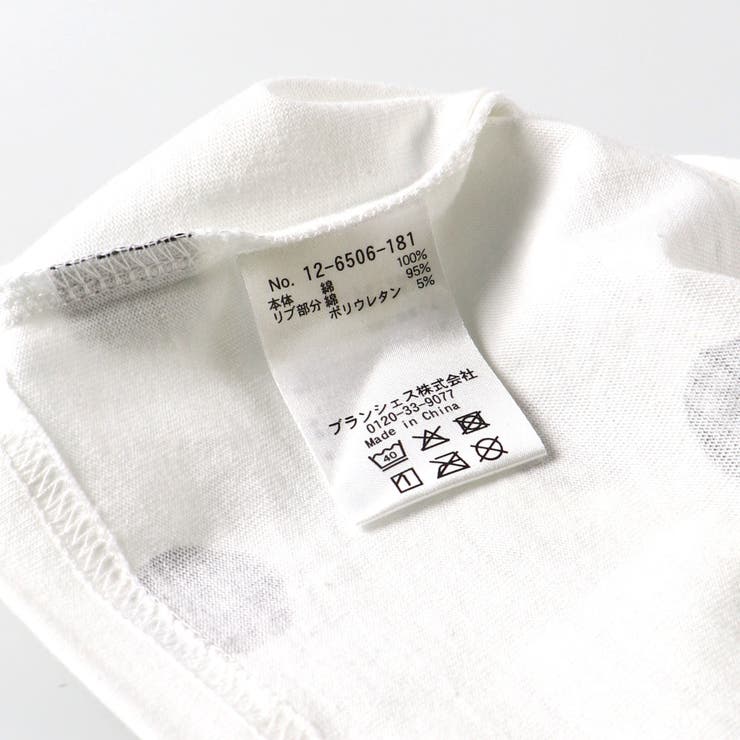 No. 12-6506-181
本体 綿 100%
リブ部分 綿 95%
ポリウレタン 5%
ブランシェス株式会社
0120-33-9077
Made in China
40